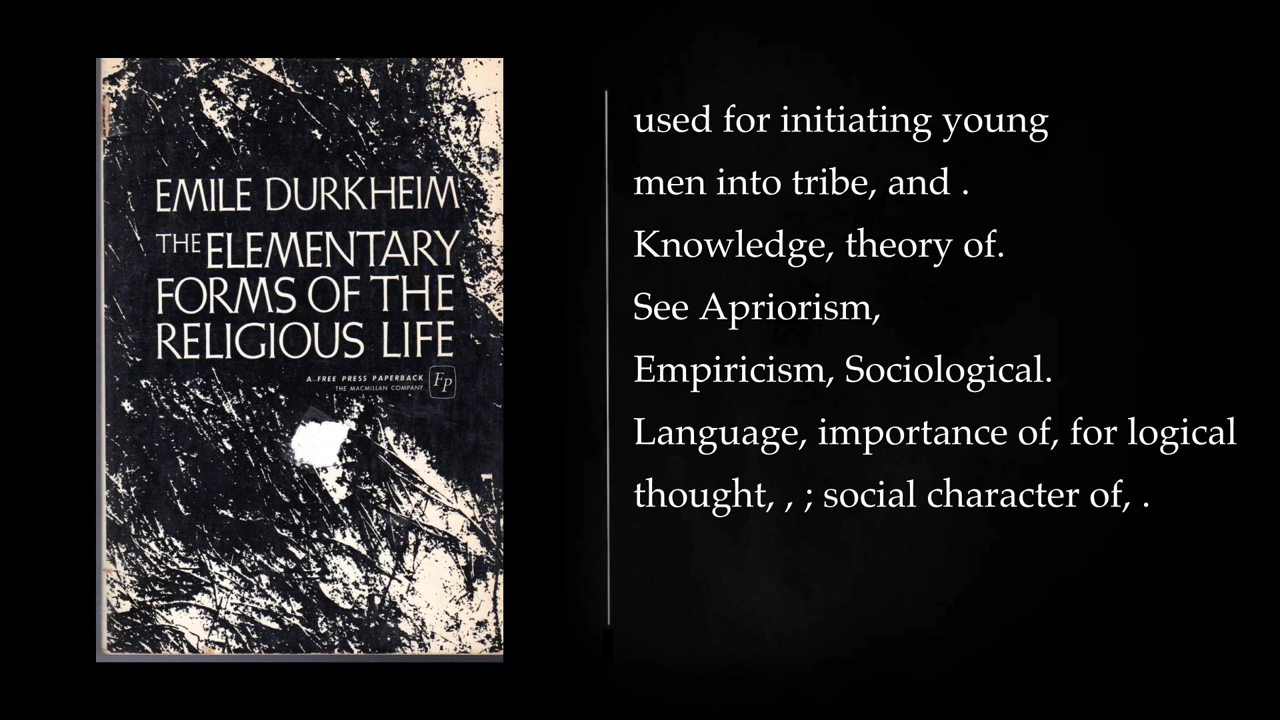 EMILE DURKHEIM
THE ELEMENTARY
FORMS OF THE
RELIGIOUS LIFE
A FREE PRESS PAPERBACK
THE MACMILLAN COMPANY
FP
used for initiating young
men into tribe, and .
Knowledge, theory of.
See Apriorism,
Empiricism, Sociological.
Language, importance of, for logical
thought, , ; social character of, .